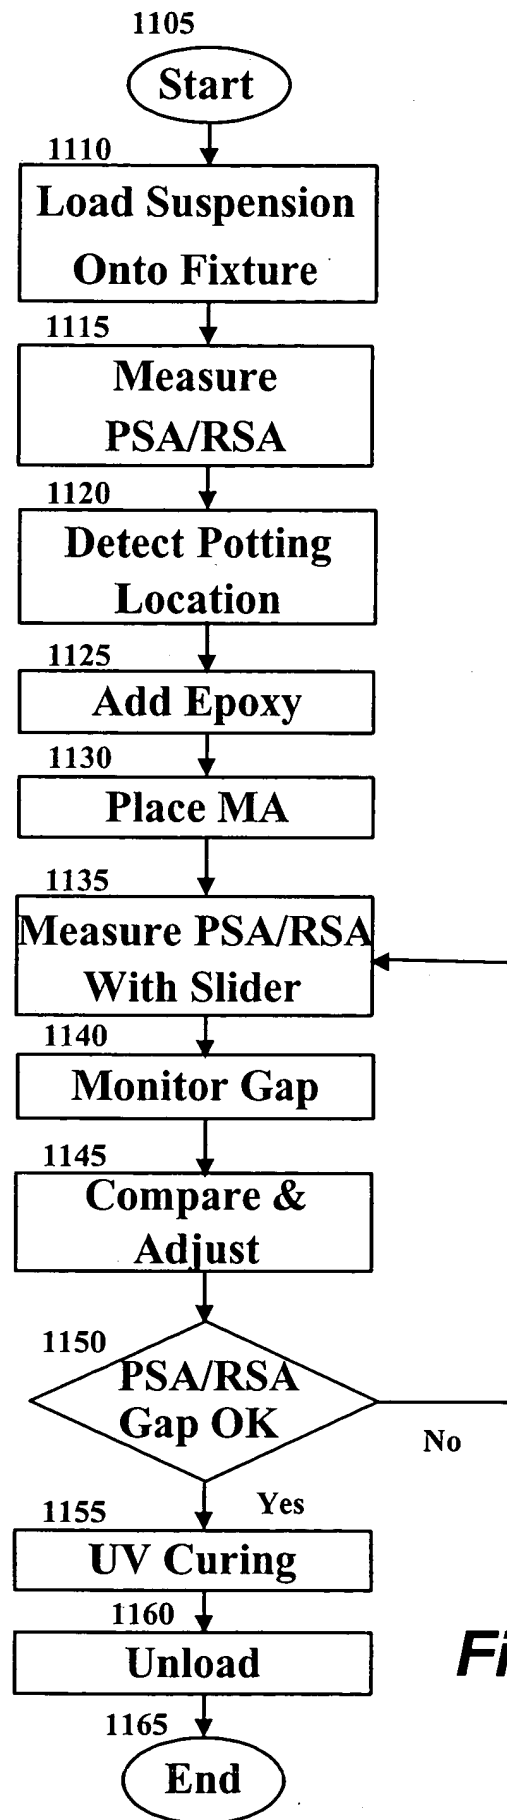 1105
Start
1110
Load Suspension
Onto Fixture
1115
Measure
PSA/RSA
1120
Detect Potting
Location
1125
Add Epoxy
1130
Place MA
1135
Measure PSA/RSA
With Slider
1140
Monitor Gap
1145
Compare &
Adjust
1150
PSA/RSA
Gap OK
No
Yes
1155
UV Curing
1160
Unload
Fi
1165
End